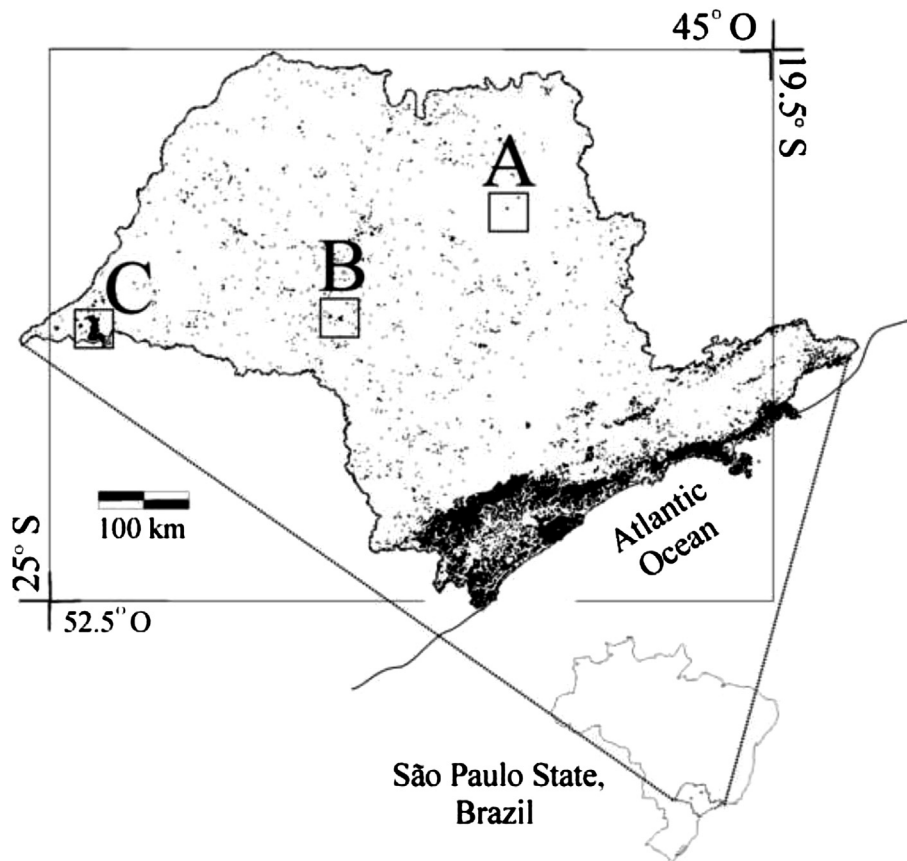 45° O
19.5° S
A
B
C
100 km
25° S
52.5° O
Atlantic
Ocean
São Paulo State,
Brazil